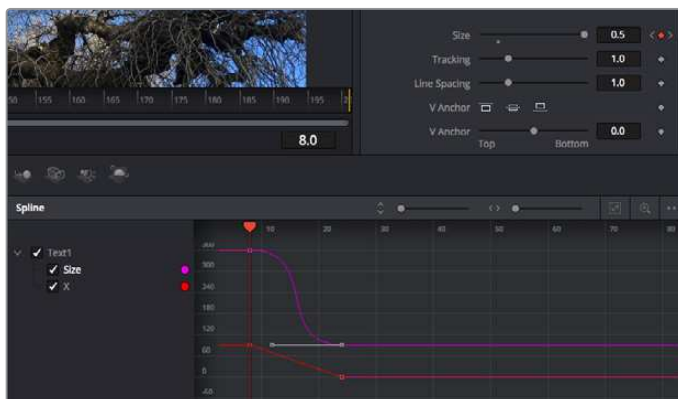 Size 0.5
Tracking 1.0
Line Spacing 1.0
V Anchor
V Anchor 0.0
Top Bottom
155 160 165 170 175 180 185 190 195
8.0
Spline
10 20 30 40 50 60 70 80
Text1
Size
X
300
240
180
120
60
0
-60